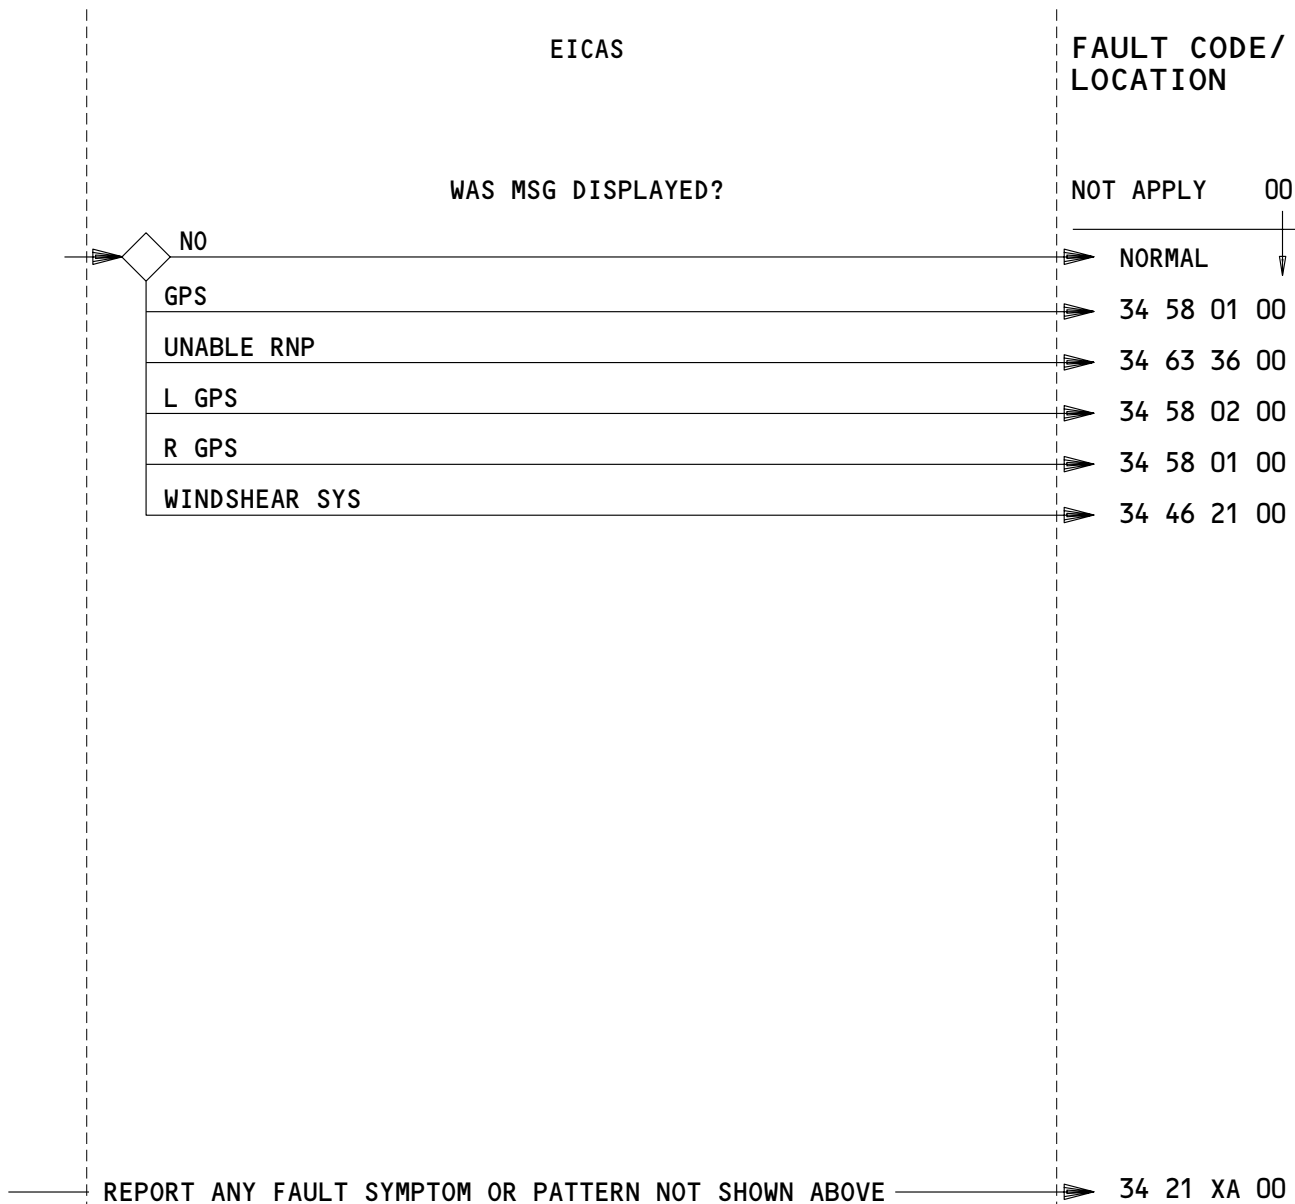 EICAS
FAULT CODE/
LOCATION
WAS MSG DISPLAYED?
NOT APPLY 00
NO
NORMAL
GPS
34 58 01 00
UNABLE RNP
34 63 36 00
L GPS
34 58 02 00
R GPS
34 58 01 00
WINDSHEAR SYS
34 46 21 00
REPORT ANY FAULT SYMPTOM OR PATTERN NOT SHOWN ABOVE
34 21 XA 00